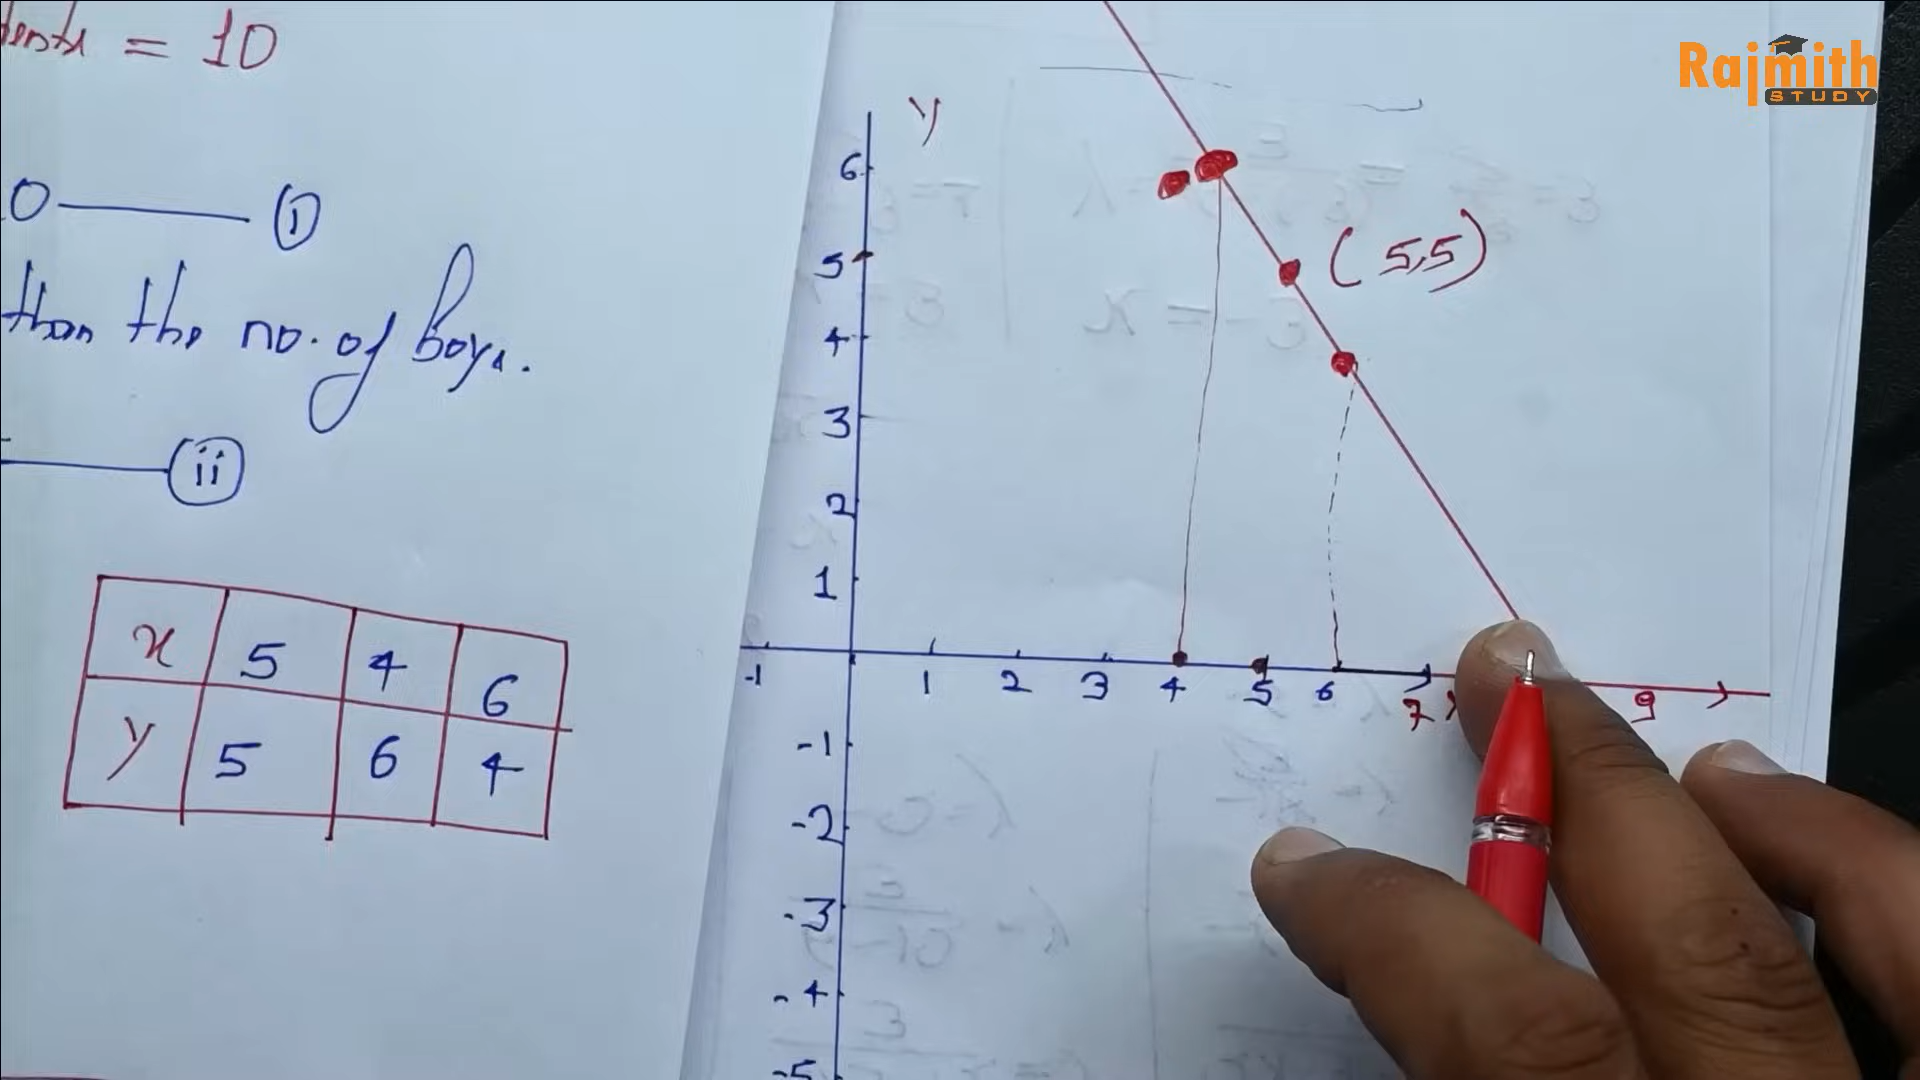 = 10
0 ——— (i)
than the no. of boys.
——— (ii)
x 5 4 6
y 5 6 4
Rajmith
STUDY
y
6
5
4
3
2
1
(5,5)
-1 1 2 3 4 5 6 7 9
-1
-2
-3
-4
-5